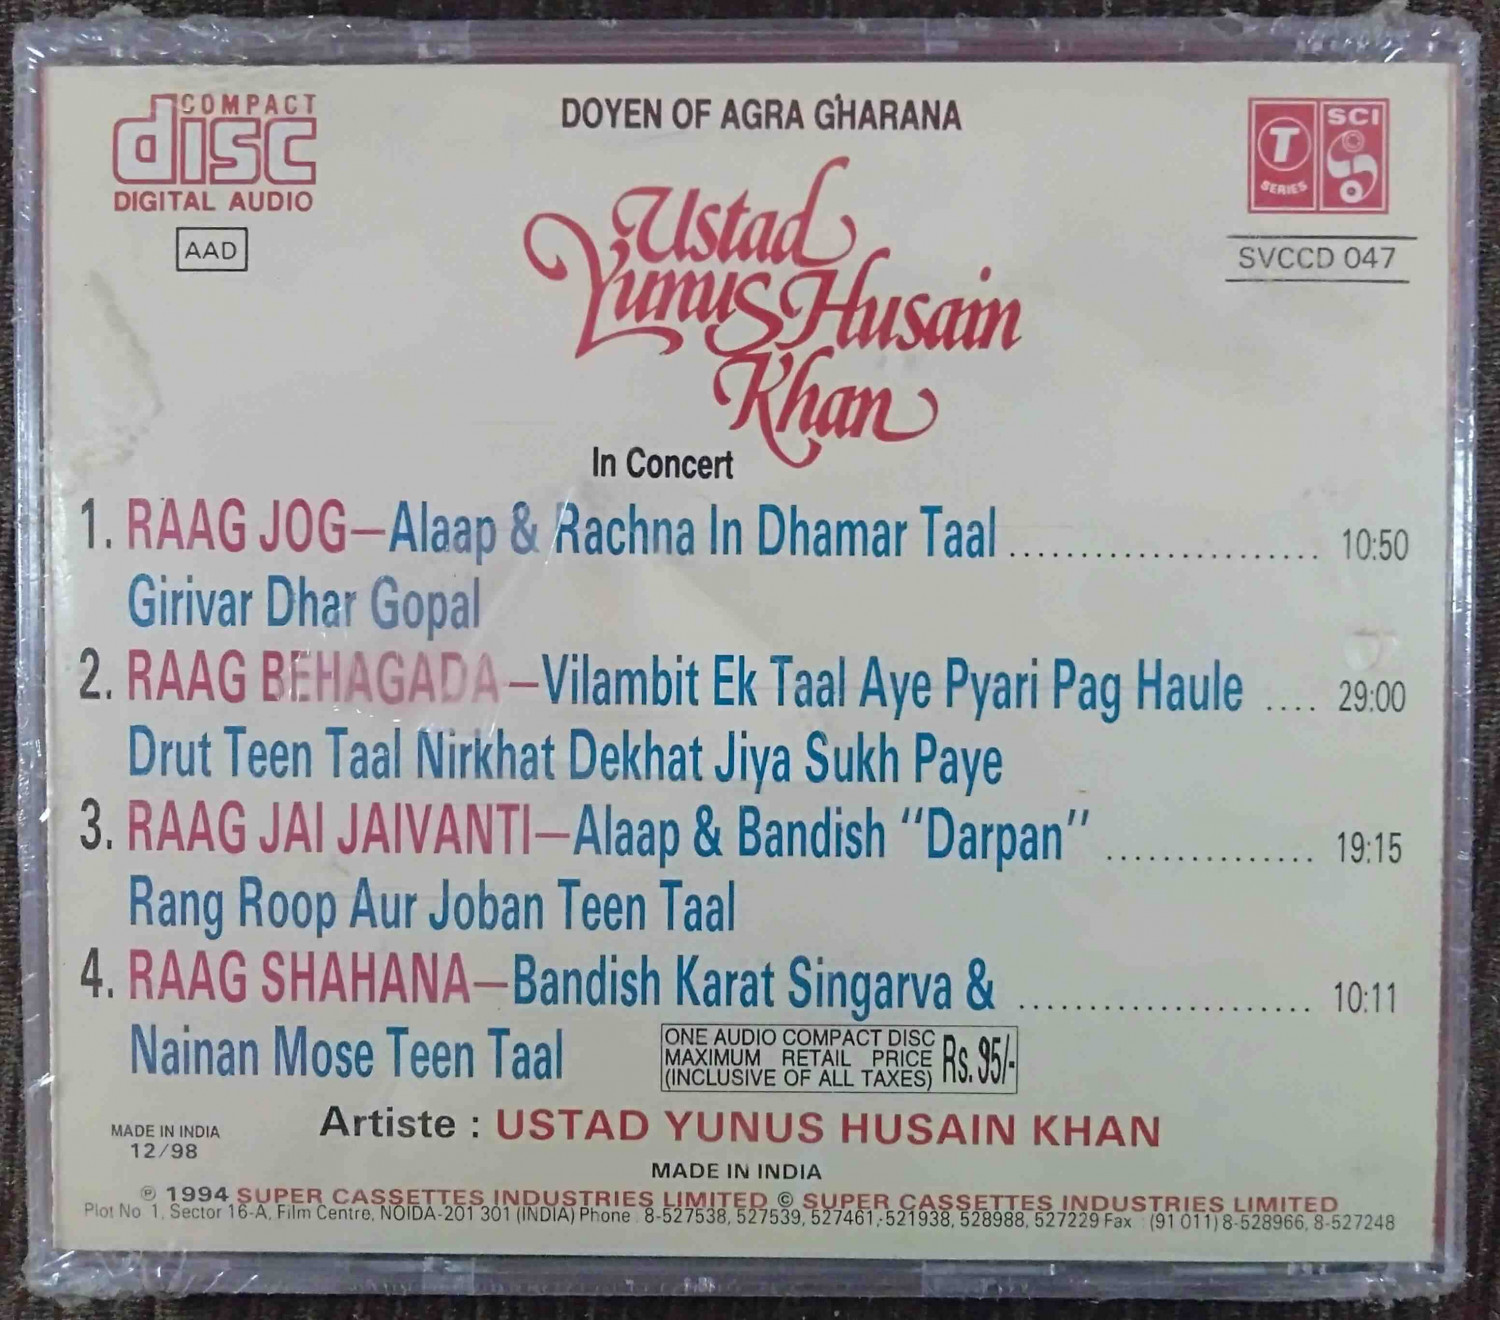 COMPACT
disc
DIGITAL AUDIO
AAD
DOYEN OF AGRA GHARANA
T
SERIES
SCI
SVCCD 047
Ustad
Yunus Husain
Khan
In Concert
1. RAAG JOG—Alaap & Rachna In Dhamar Taal ...................... 10:50
Girivar Dhar Gopal
2. RAAG BEHAGADA—Vilambit Ek Taal Aye Pyari Pag Haule .... 29:00
Drut Teen Taal Nirkhat Dekhat Jiya Sukh Paye
3. RAAG JAI JAIVANTI—Alaap & Bandish "Darpan" ............... 19:15
Rang Roop Aur Joban Teen Taal
4. RAAG SHAHANA—Bandish Karat Singarva & ..................... 10:11
Nainan Mose Teen Taal
ONE AUDIO COMPACT DISC
MAXIMUM RETAIL PRICE
(INCLUSIVE OF ALL TAXES)
Rs. 95/-
Artiste : USTAD YUNUS HUSAIN KHAN
MADE IN INDIA
12/98
MADE IN INDIA
℗ 1994 SUPER CASSETTES INDUSTRIES LIMITED © SUPER CASSETTES INDUSTRIES LIMITED
Plot No 1, Sector 16-A, Film Centre, NOIDA-201 301 (INDIA) Phone : 8-527538, 527539, 527461, 521938, 528988, 527229 Fax : (91 011) 8-528966, 8-527248